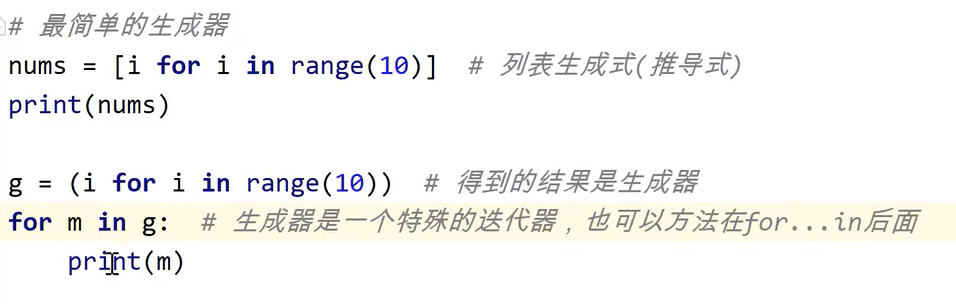 # 最简单的生成器
nums = [i for i in range(10)]  # 列表生成式(推导式)
print(nums)
g = (i for i in range(10))  # 得到的结果是生成器
for m in g:  # 生成器是一个特殊的迭代器，也可以方法在for...in后面
    print(m)